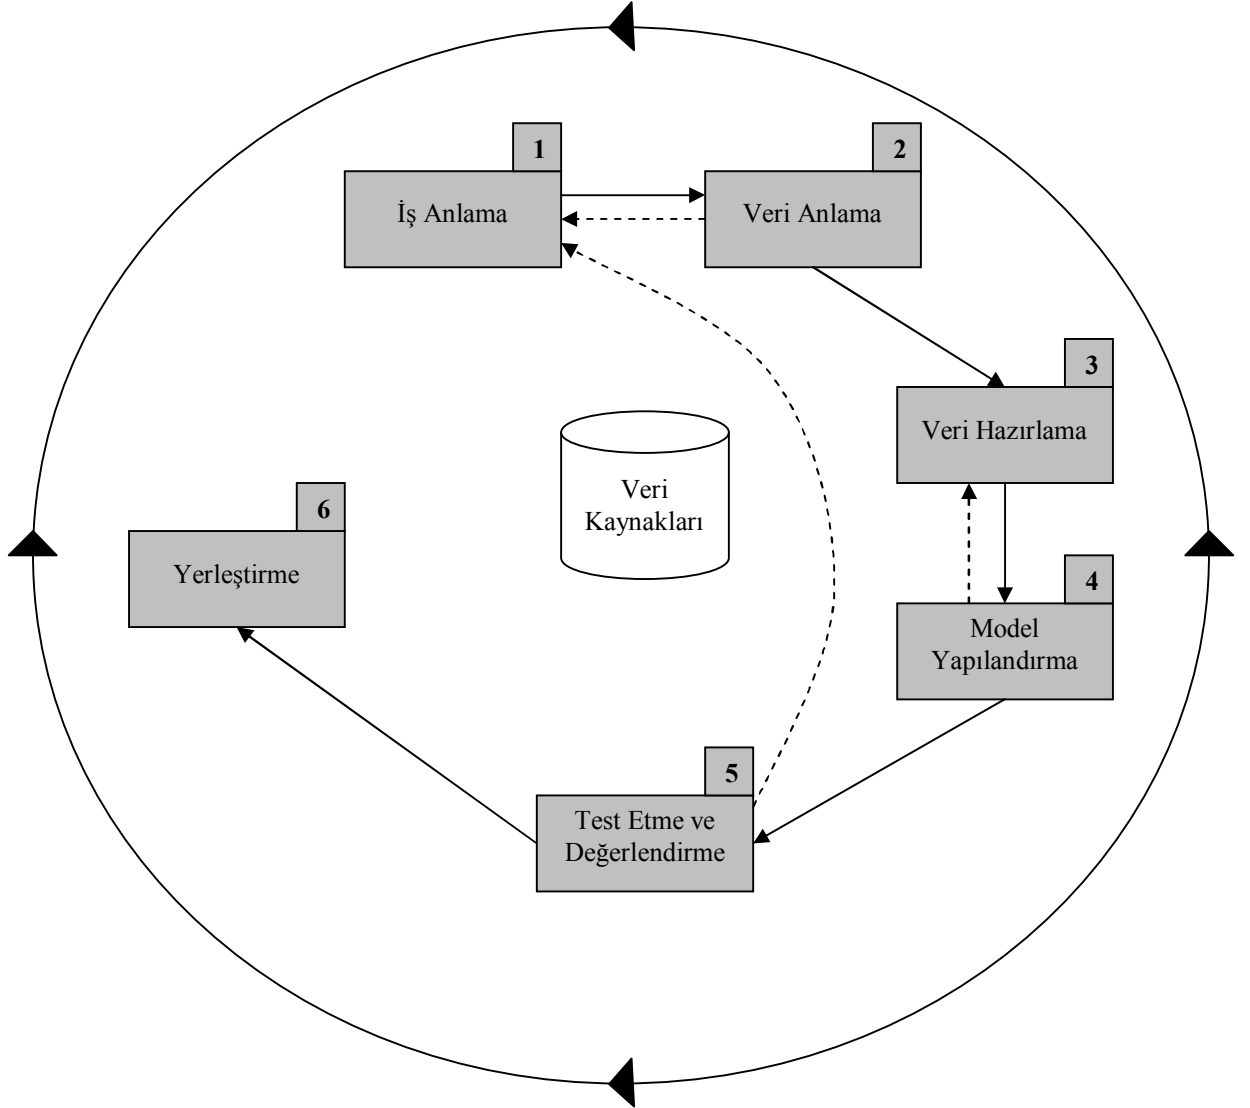 1
İş Anlama
2
Veri Anlama
3
Veri Hazırlama
4
Model
Yapılandırma
5
Test Etme ve
Değerlendirme
6
Yerleştirme
Veri
Kaynakları